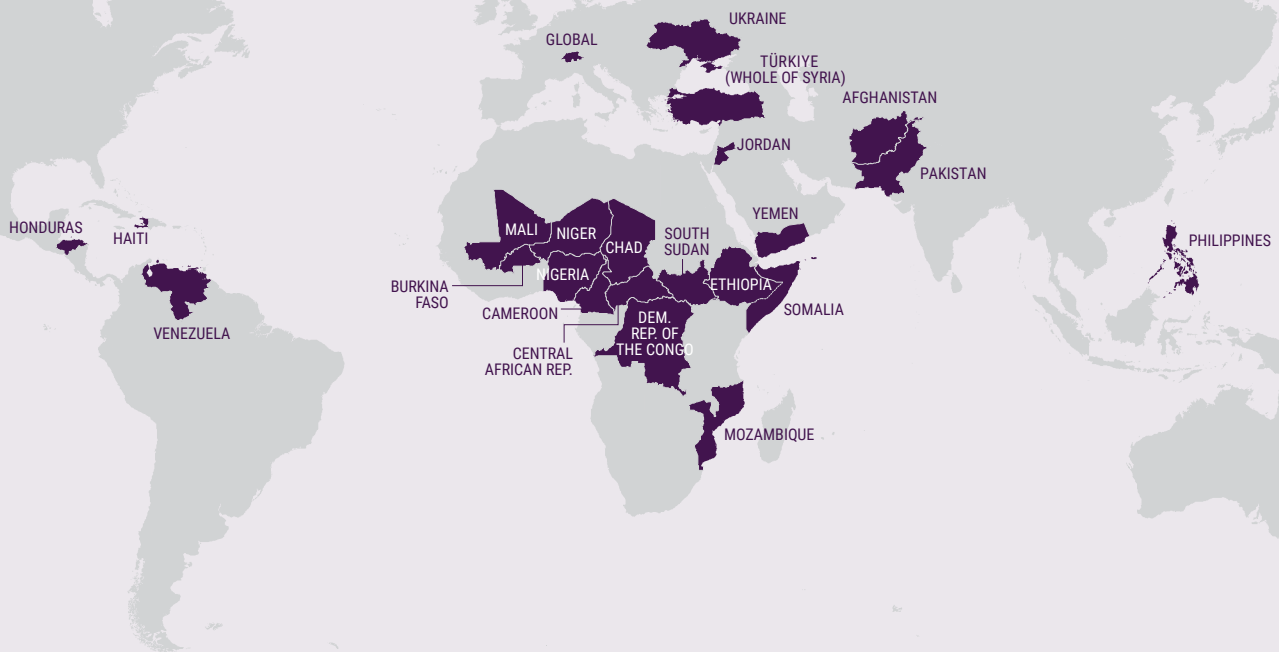 UKRAINE
GLOBAL
TÜRKIYE
(WHOLE OF SYRIA)
AFGHANISTAN
JORDAN
PAKISTAN
HONDURAS
HAITI
YEMEN
MALI
NIGER
CHAD
SOUTH
SUDAN
PHILIPPINES
BURKINA
FASO
NIGERIA
ETHIOPIA
CAMEROON
SOMALIA
VENEZUELA
DEM.
REP. OF
THE CONGO
CENTRAL
AFRICAN REP.
MOZAMBIQUE